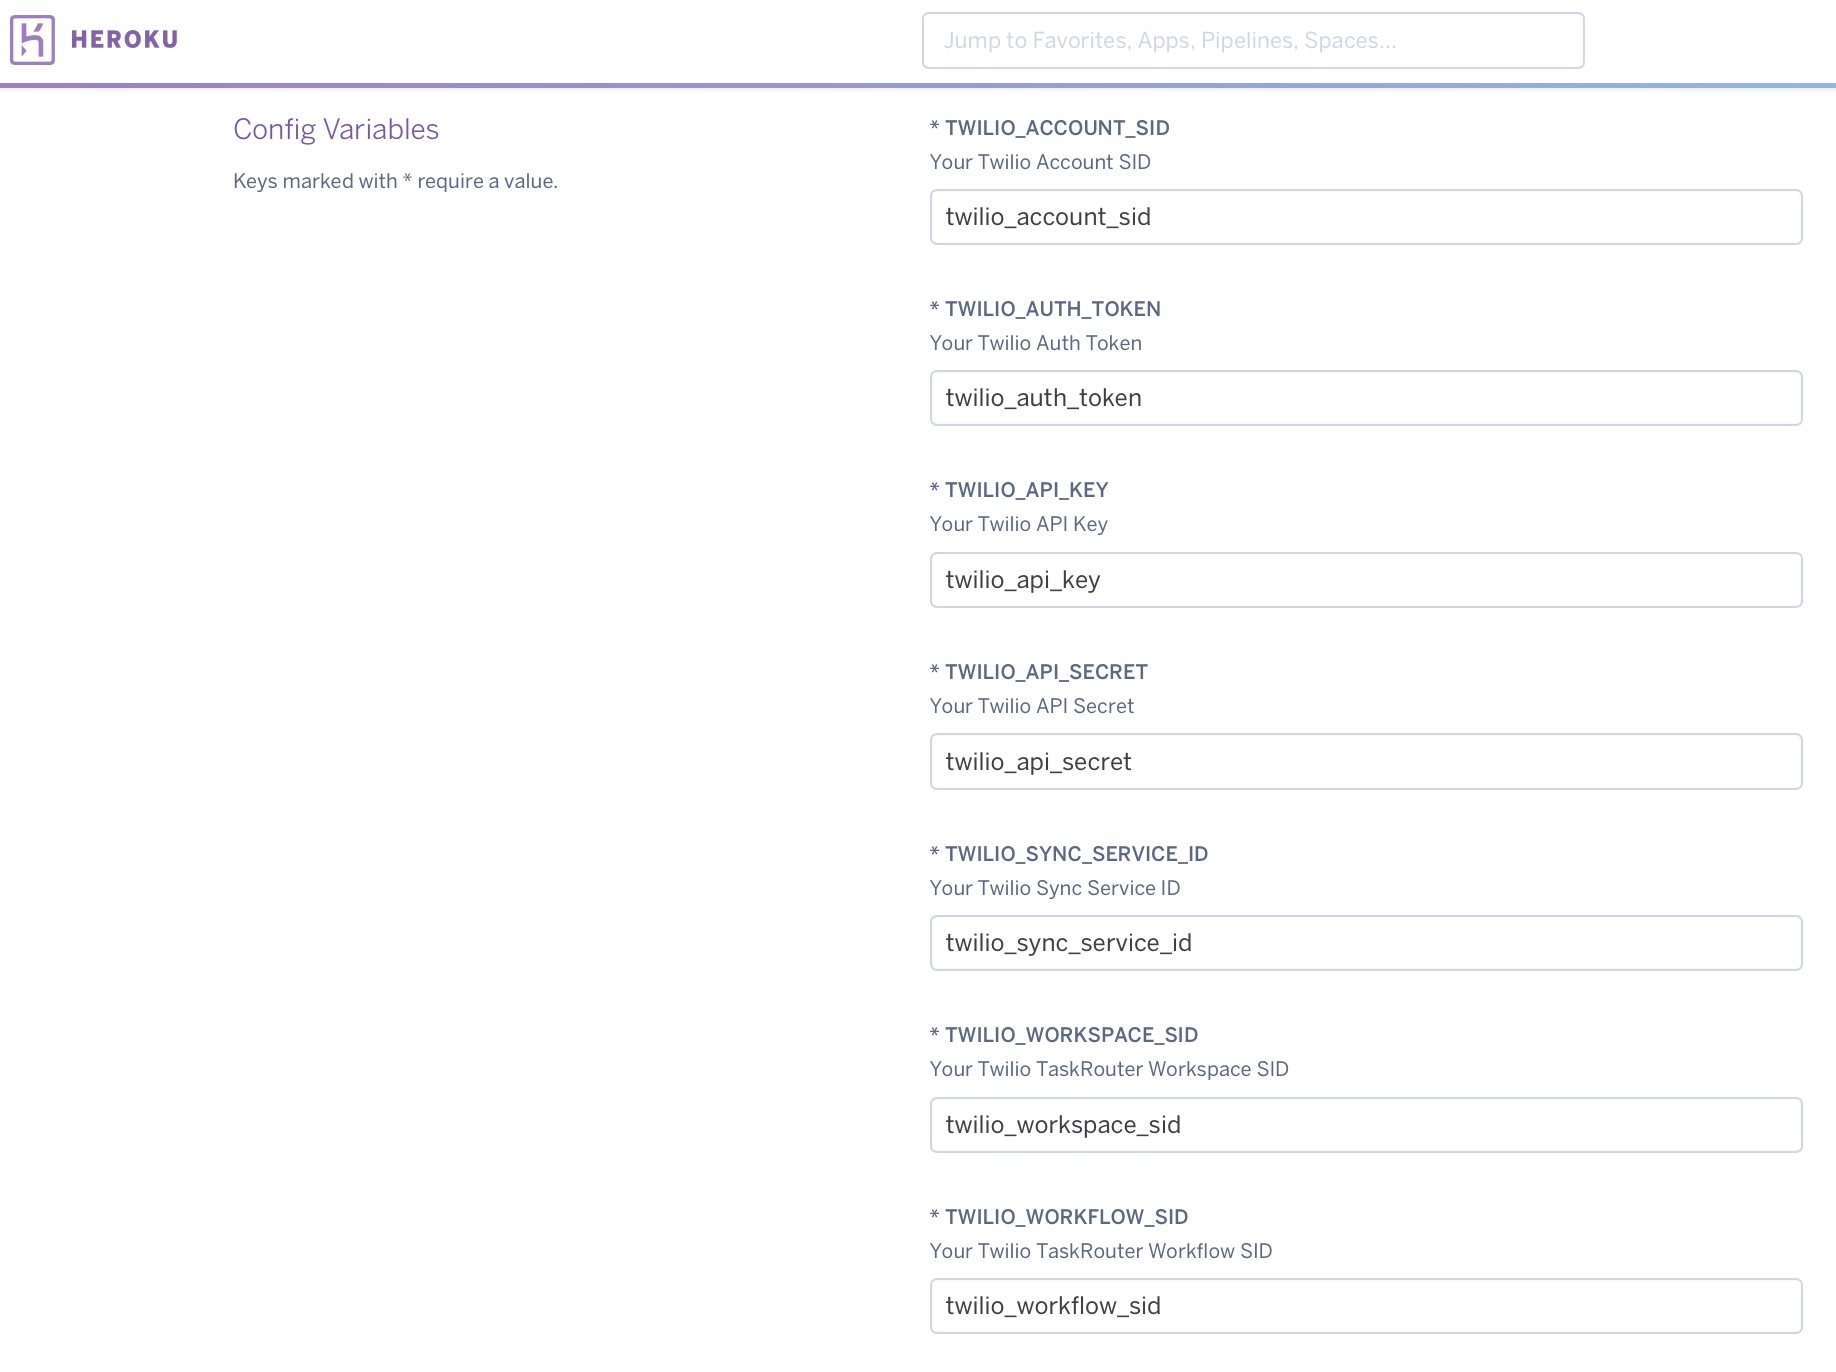 HEROKU
Jump to Favorites, Apps, Pipelines, Spaces...
Config Variables
Keys marked with * require a value.
* TWILIO_ACCOUNT_SID
Your Twilio Account SID
twilio_account_sid
* TWILIO_AUTH_TOKEN
Your Twilio Auth Token
twilio_auth_token
* TWILIO_API_KEY
Your Twilio API Key
twilio_api_key
* TWILIO_API_SECRET
Your Twilio API Secret
twilio_api_secret
* TWILIO_SYNC_SERVICE_ID
Your Twilio Sync Service ID
twilio_sync_service_id
* TWILIO_WORKSPACE_SID
Your Twilio TaskRouter Workspace SID
twilio_workspace_sid
* TWILIO_WORKFLOW_SID
Your Twilio TaskRouter Workflow SID
twilio_workflow_sid